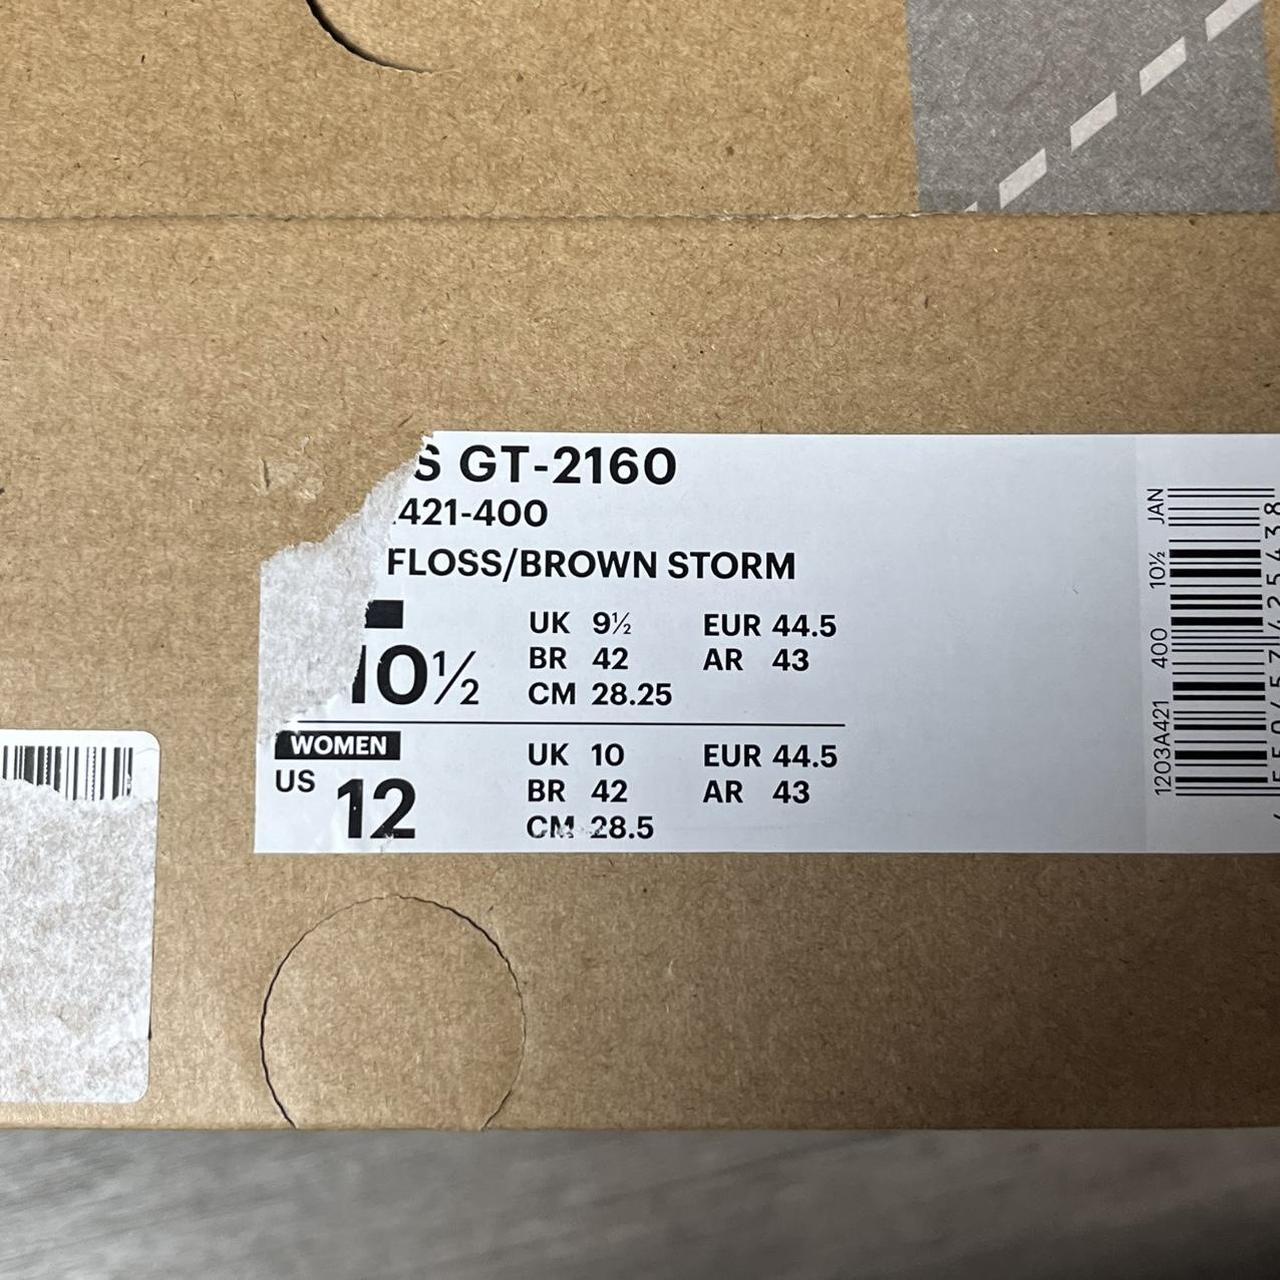 S GT-2160
421-400
FLOSS/BROWN STORM
10½
UK 9½ EUR 44.5
BR 42 AR 43
CM 28.25
WOMEN
US 12
UK 10 EUR 44.5
BR 42 AR 43
CM 28.5
1203A421 400 10½ JAN